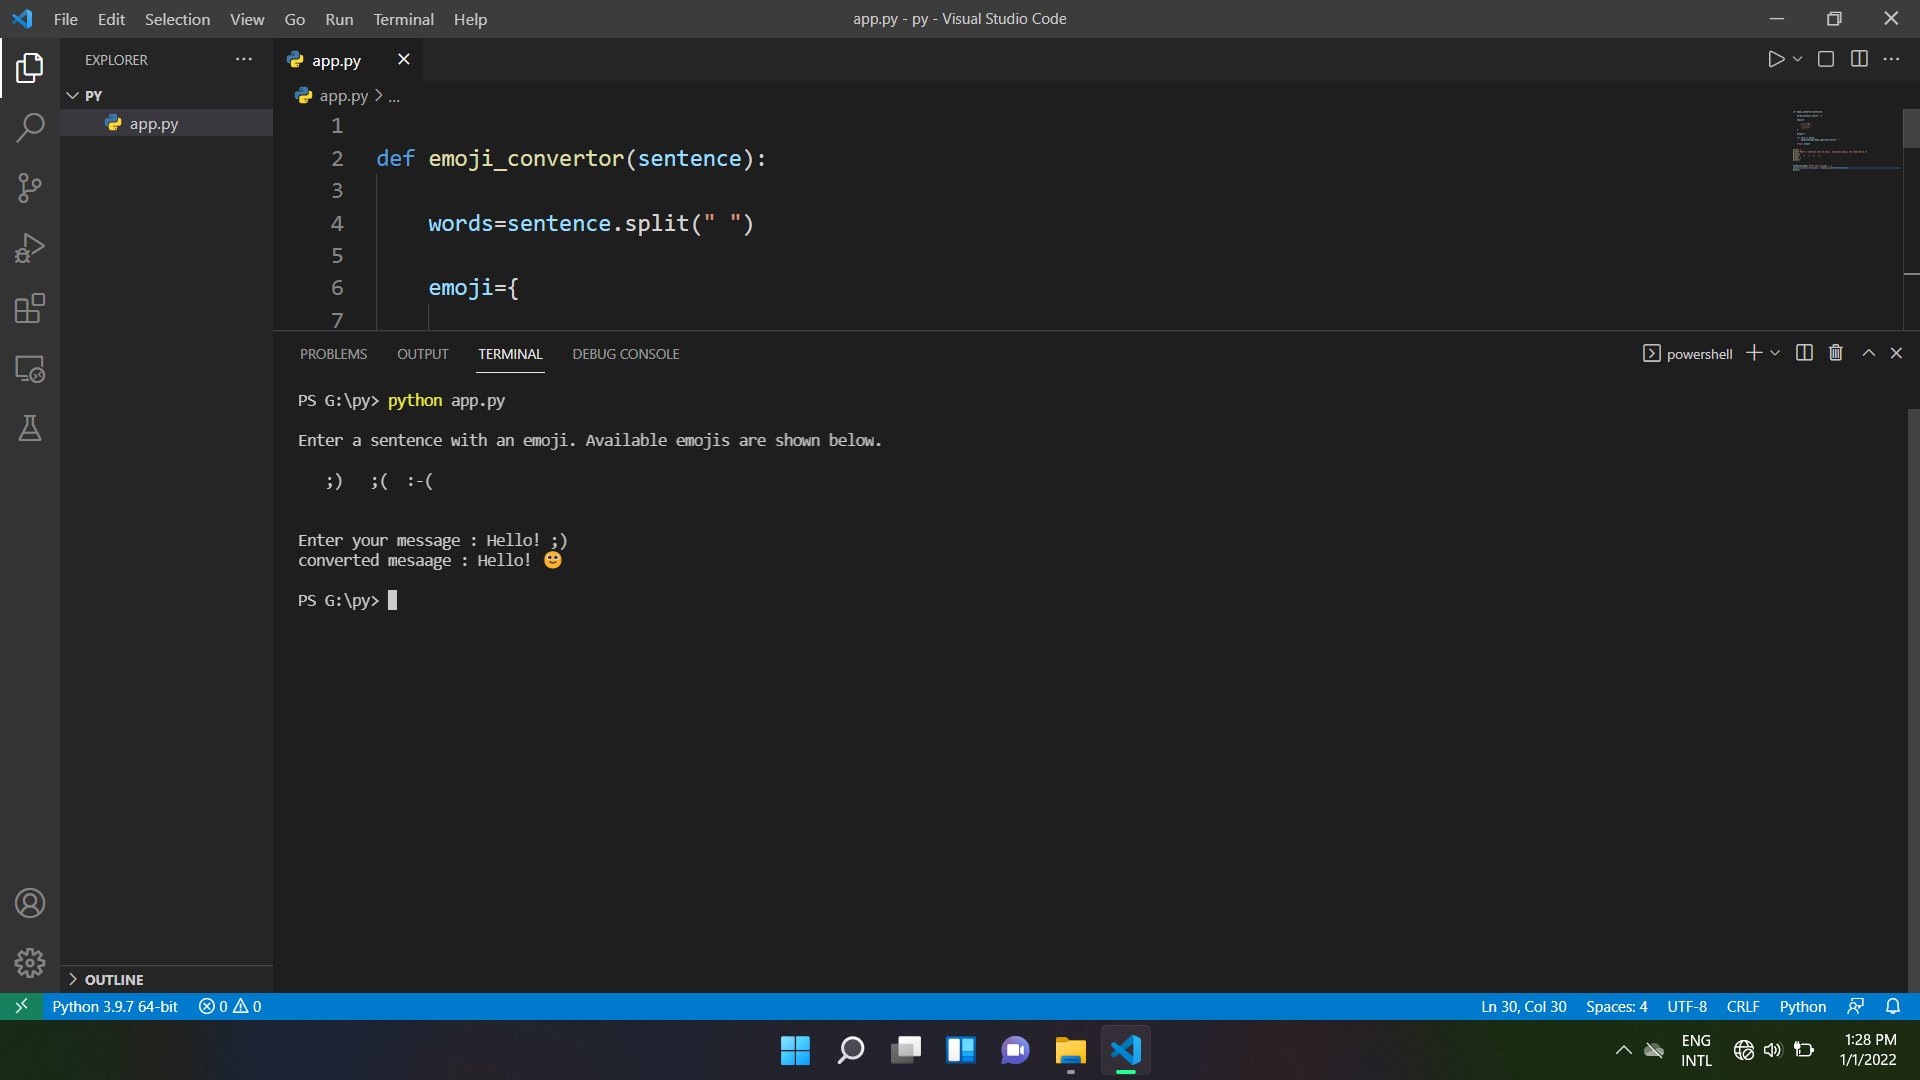 File Edit Selection View Go Run Terminal Help
app.py - py - Visual Studio Code
EXPLORER
PY
app.py
OUTLINE
app.py
app.py > ...
1
2 def emoji_convertor(sentence):
3
4 words=sentence.split(" ")
5
6 emoji={
7
PROBLEMS OUTPUT TERMINAL DEBUG CONSOLE
powershell
PS G:\py> python app.py
Enter a sentence with an emoji. Available emojis are shown below.
;) ;( :-(
Enter your message : Hello! ;)
converted mesaage : Hello! 🙂
PS G:\py>
Python 3.9.7 64-bit 0 0
Ln 30, Col 30 Spaces: 4 UTF-8 CRLF Python
ENG
INTL
1:28 PM
1/1/2022